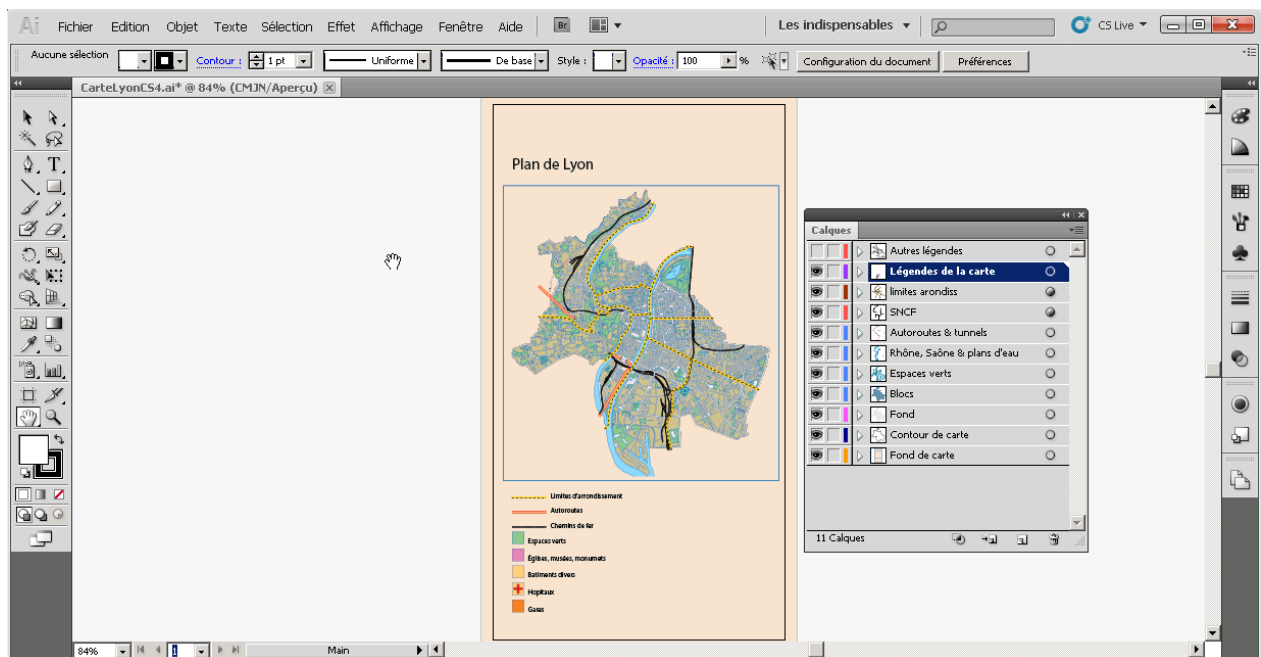 Ai Fichier Edition Objet Texte Sélection Effet Affichage Fenêtre Aide Br Les indispensables CS Live
Aucune sélection Contour : 1 pt Uniforme De base Style : Opacité : 100 % Configuration du document Préférences
CarteLyonCS4.ai* @ 84% (CMJN/Aperçu)
Plan de Lyon
Limites d'arrondissement
Autoroutes
Chemins de fer
Espaces verts
Églises, musées, monumets
Batiments divers
Hopitaux
Gares
Calques
Autres légendes
Légendes de la carte
limites arondiss
SNCF
Autoroutes & tunnels
Rhône, Saône & plans d'eau
Espaces verts
Blocs
Fond
Contour de carte
Fond de carte
11 Calques
84% 1 Main